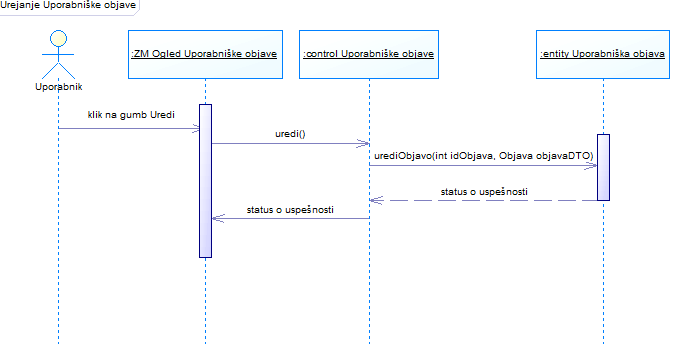 Urejanje Uporabniške objave
:ZM Ogled Uporabniške objave
:control Uporabniške objave
:entity Uporabniška objava
Uporabnik
klik na gumb Uredi
uredi()
urediObjavo(int idObjava, Objava objavaDTO)
status o uspešnosti
status o uspešnosti